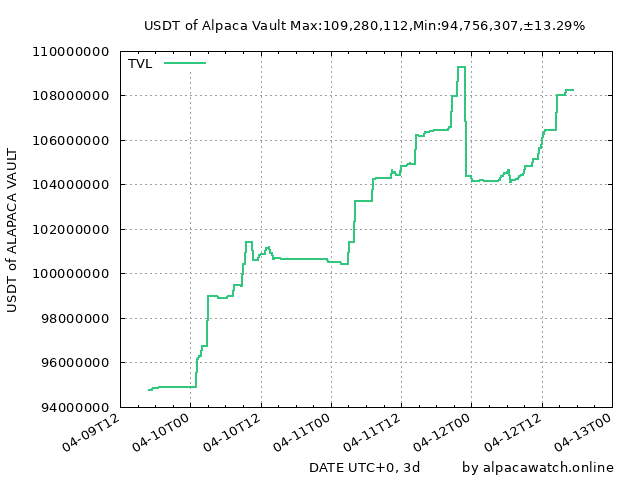 USDT of Alpaca Vault Max:109,280,112,Min:94,756,307,±13.29%
TVL
110000000
108000000
106000000
104000000
102000000
100000000
98000000
96000000
94000000
USDT of ALAPACA VAULT
04-09T12
04-10T00
04-10T12
04-11T00
04-11T12
04-12T00
04-12T12
04-13T00
DATE UTC+0, 3d
by alpacawatch.online